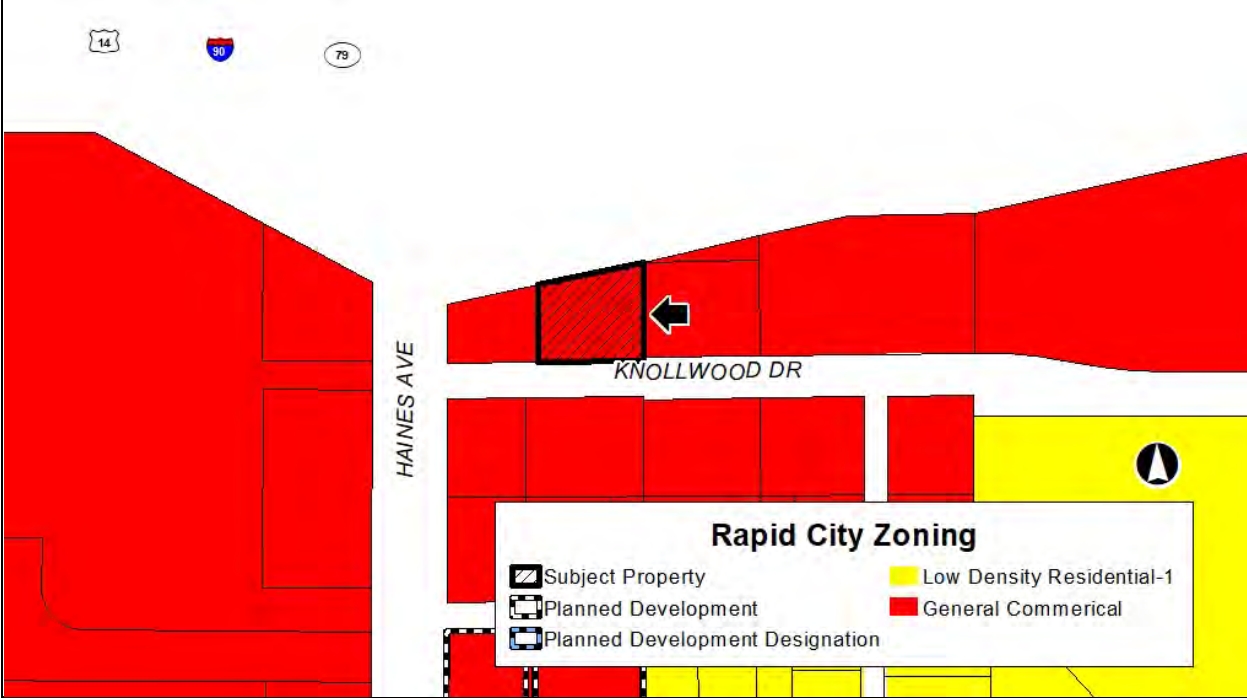 14 90 79
KNOLLWOOD DR
HAINES AVE
Rapid City Zoning
Subject Property
Planned Development
Planned Development Designation
Low Density Residential-1
General Commerical